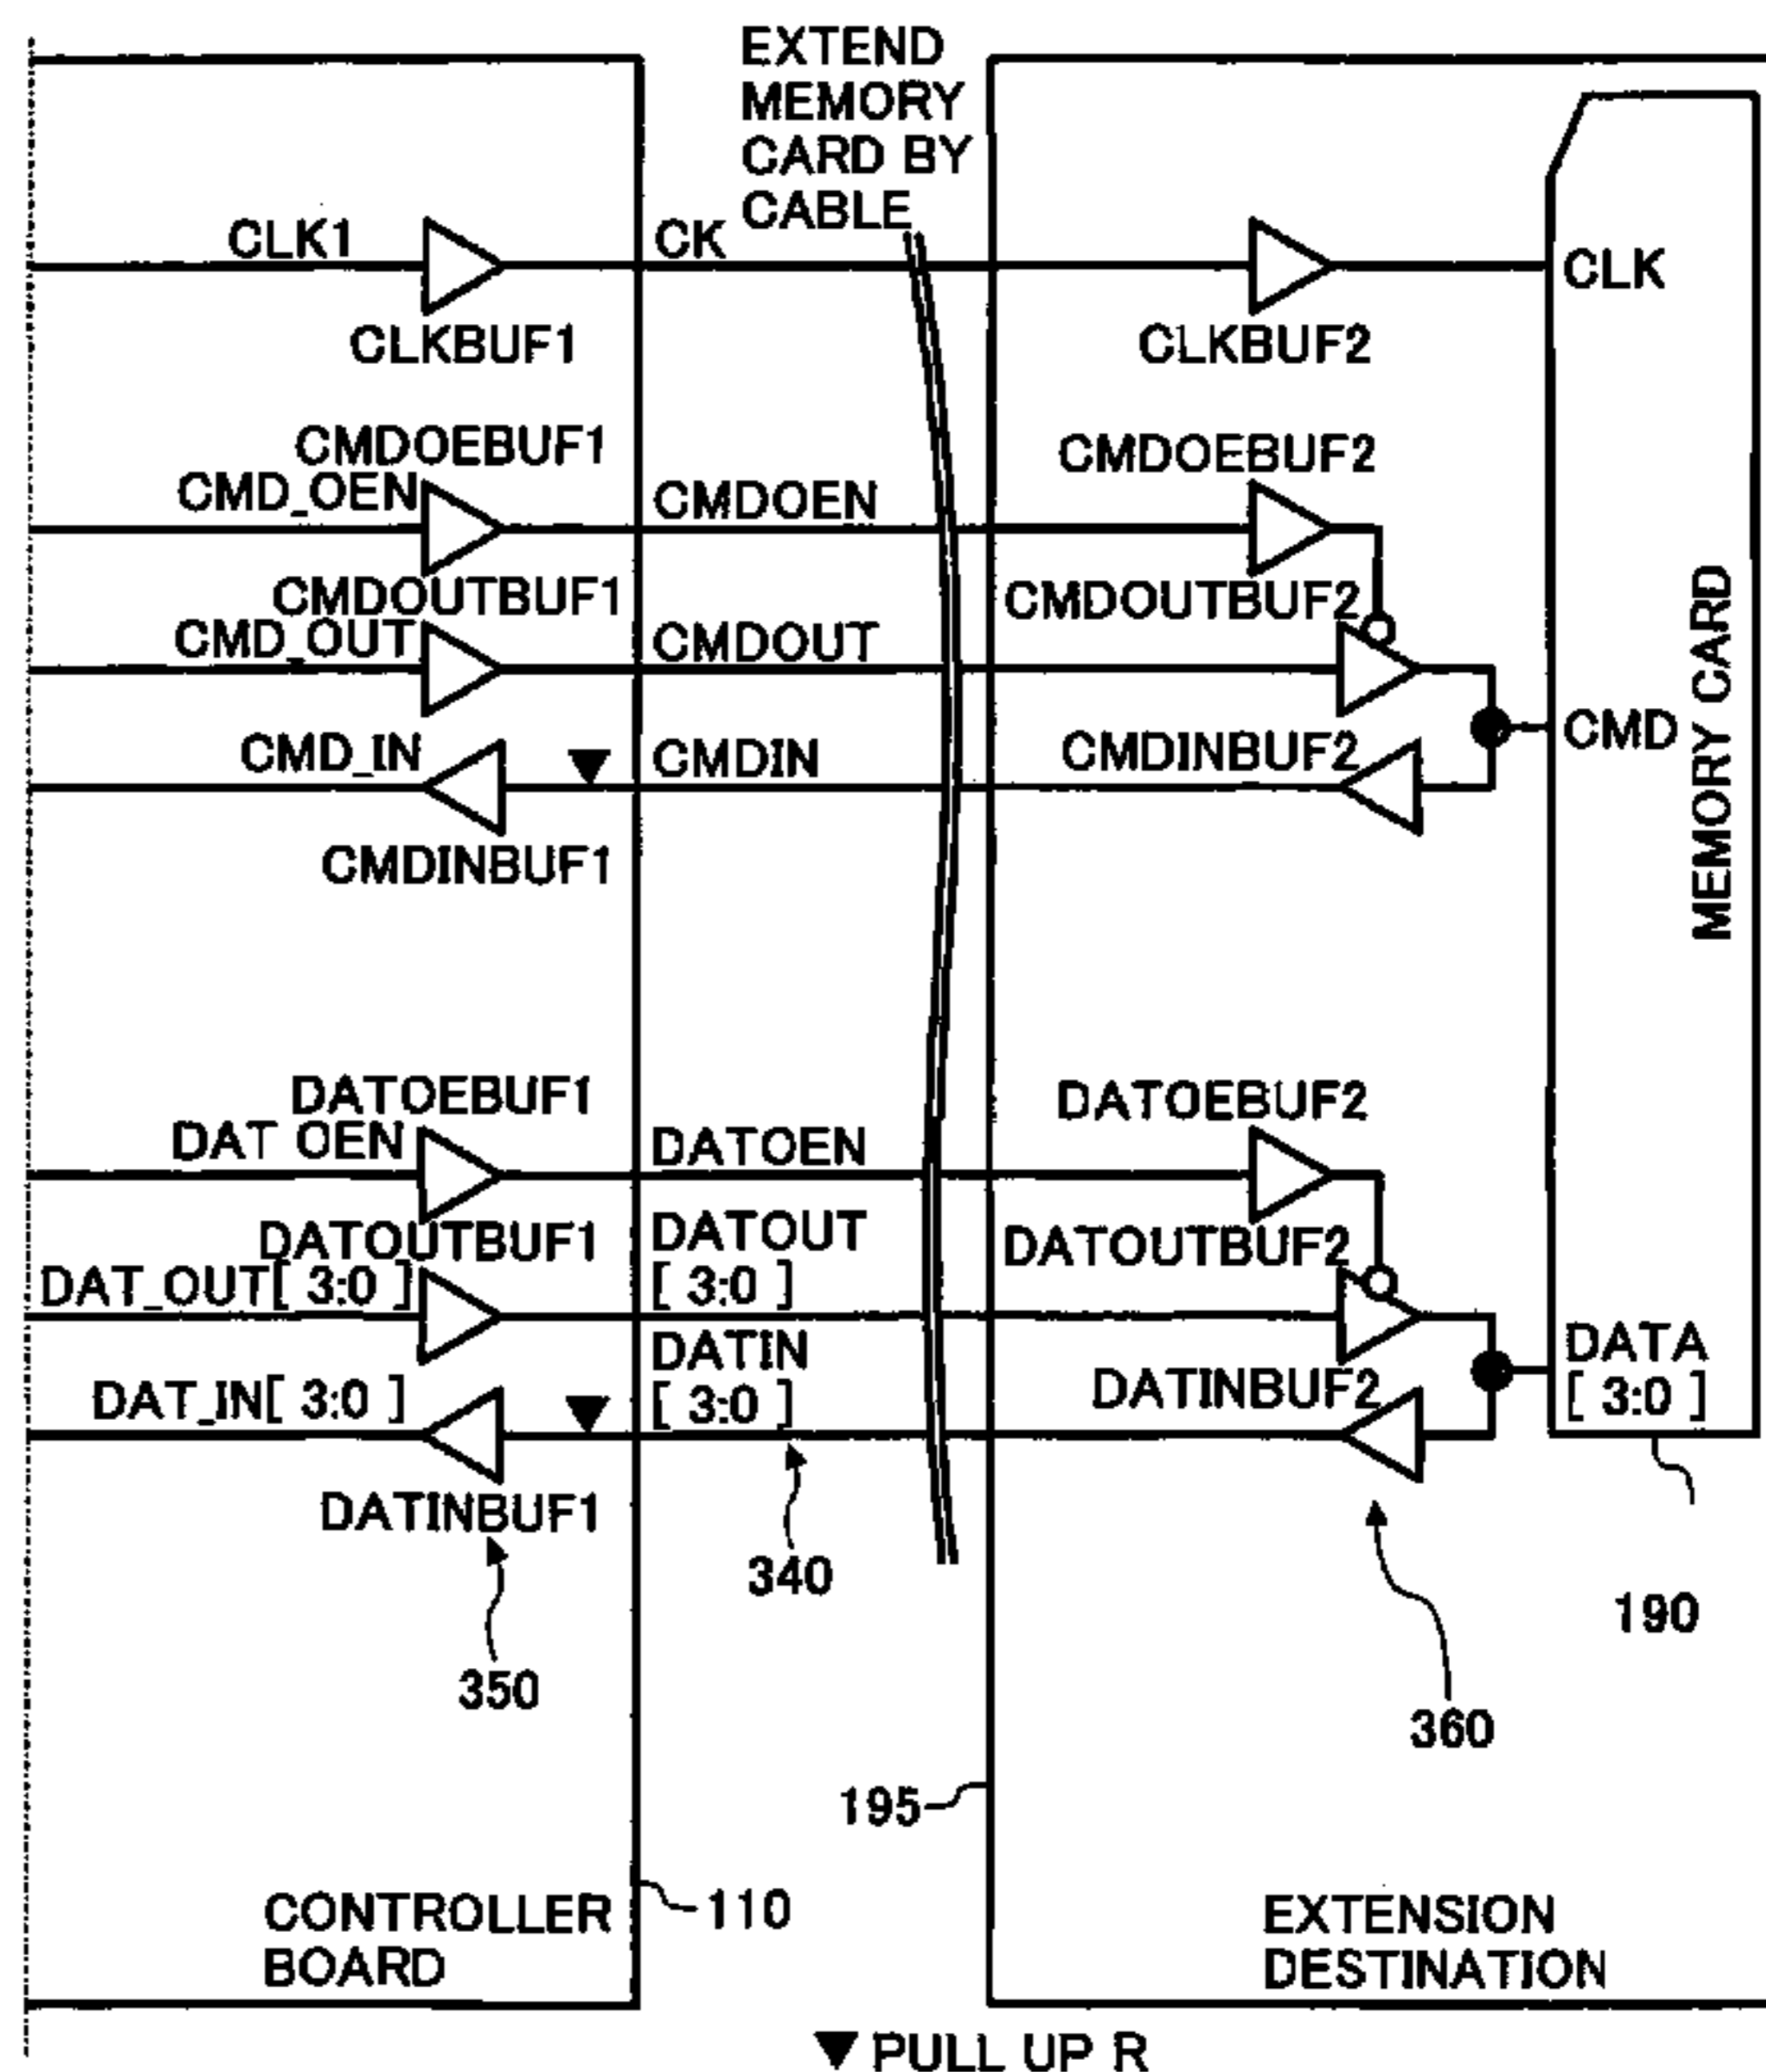 EXTEND
MEMORY
CARD BY
CABLE
CLK1
CK
CLK
CLKBUF1
CLKBUF2
CMDOEBUF1
CMDOEBUF2
CMD_OEN
CMDOEN
CMDOUTBUF1
CMDOUTBUF2
CMD_OUT
CMDOUT
CMD
MEMORY CARD
CMD_IN
CMDIN
CMDINBUF2
CMDINBUF1
DATOEBUF1
DATOEBUF2
DAT OEN
DATOEN
DATOUTBUF1
DATOUT
[ 3:0 ]
DATOUTBUF2
DAT_OUT[ 3:0 ]
DATIN
[ 3:0 ]
DATA
[ 3:0 ]
DAT_IN[ 3:0 ]
DATINBUF2
DATINBUF1
340
350
360
190
195
110
CONTROLLER
BOARD
EXTENSION
DESTINATION
▼ PULL UP R